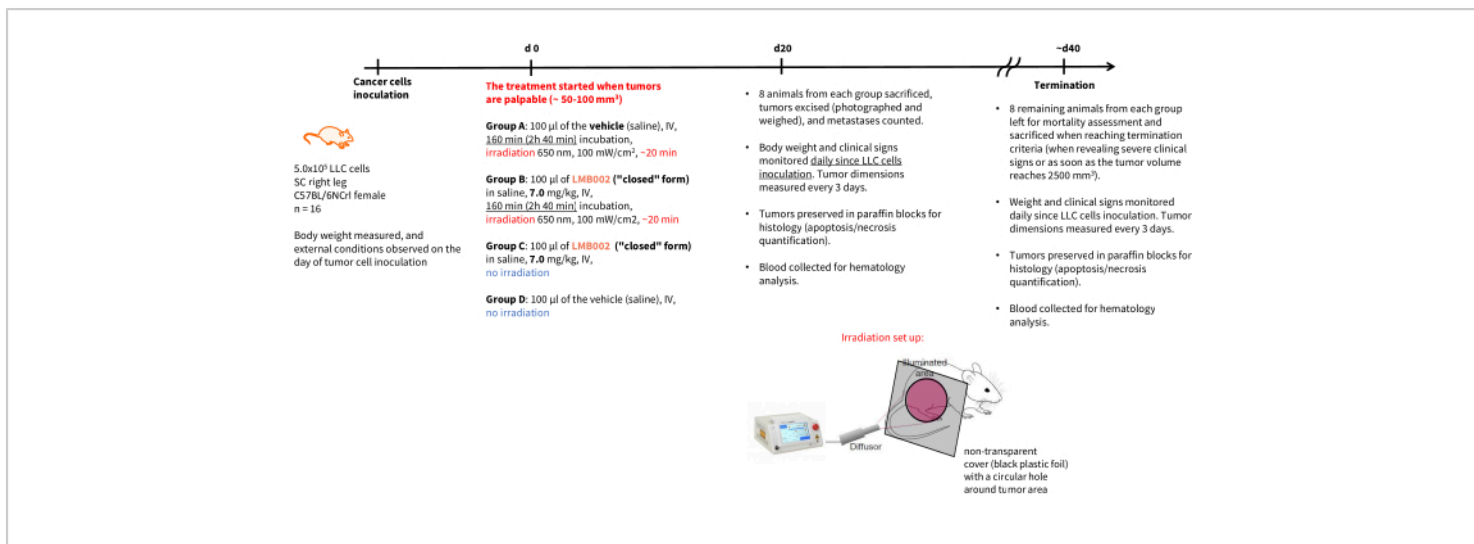 d 0
d20
~d40
Cancer cells
inoculation
5.0x10⁵ LLC cells
SC right leg
C57BL/6NCrl female
n = 16
Body weight measured, and
external conditions observed on the
day of tumor cell inoculation
The treatment started when tumors
are palpable (~ 50-100 mm³)
Group A: 100 µl of the vehicle (saline), IV,
160 min (2h 40 min) incubation,
irradiation 650 nm, 100 mW/cm², ~20 min
Group B: 100 µl of LMB002 ("closed" form)
in saline, 7.0 mg/kg, IV,
160 min (2h 40 min) incubation,
irradiation 650 nm, 100 mW/cm2, ~20 min
Group C: 100 µl of LMB002 ("closed" form)
in saline, 7.0 mg/kg, IV,
no irradiation
Group D: 100 µl of the vehicle (saline), IV,
no irradiation
• 8 animals from each group sacrificed,
tumors excised (photographed and
weighed), and metastases counted.
• Body weight and clinical signs
monitored daily since LLC cells
inoculation. Tumor dimensions
measured every 3 days.
• Tumors preserved in paraffin blocks for
histology (apoptosis/necrosis
quantification).
• Blood collected for hematology
analysis.
Termination
• 8 remaining animals from each group
left for mortality assessment and
sacrificed when reaching termination
criteria (when revealing severe clinical
signs or as soon as the tumor volume
reaches 2500 mm³).
• Weight and clinical signs monitored
daily since LLC cells inoculation. Tumor
dimensions measured every 3 days.
• Tumors preserved in paraffin blocks for
histology (apoptosis/necrosis
quantification).
• Blood collected for hematology
analysis.
Irradiation set up:
illuminated
area
Diffusor
non-transparent
cover (black plastic foil)
with a circular hole
around tumor area